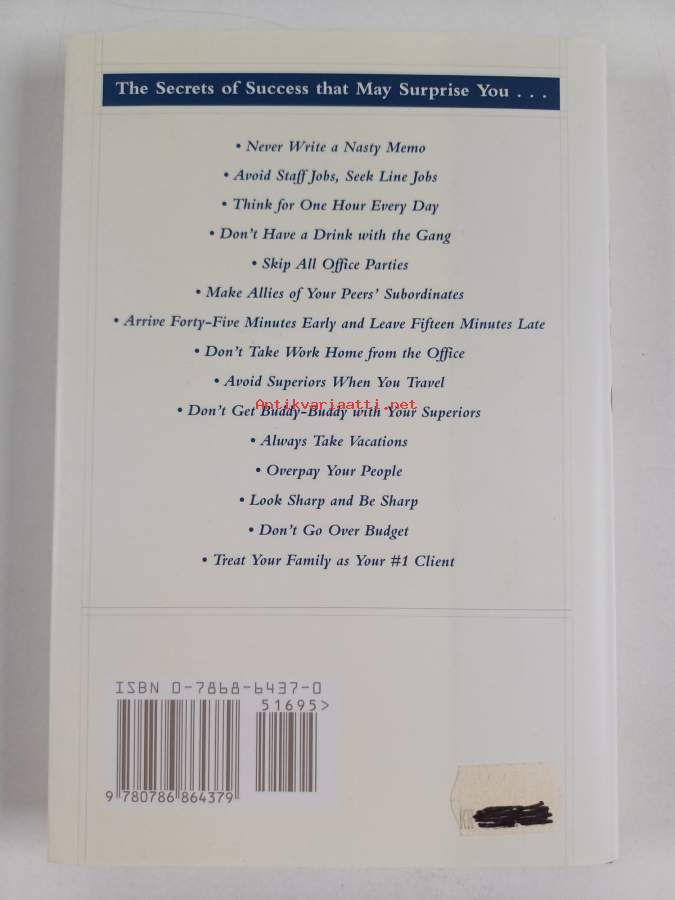 The Secrets of Success that May Surprise You . . .
• Never Write a Nasty Memo
• Avoid Staff Jobs, Seek Line Jobs
• Think for One Hour Every Day
• Don't Have a Drink with the Gang
• Skip All Office Parties
• Make Allies of Your Peers' Subordinates
• Arrive Forty-Five Minutes Early and Leave Fifteen Minutes Late
• Don't Take Work Home from the Office
• Avoid Superiors When You Travel
Antikvariaatti.net
• Don't Get Buddy-Buddy with Your Superiors
• Always Take Vacations
• Overpay Your People
• Look Sharp and Be Sharp
• Don't Go Over Budget
• Treat Your Family as Your #1 Client
ISBN 0-7868-6437-0
51695>
9 780786 864379